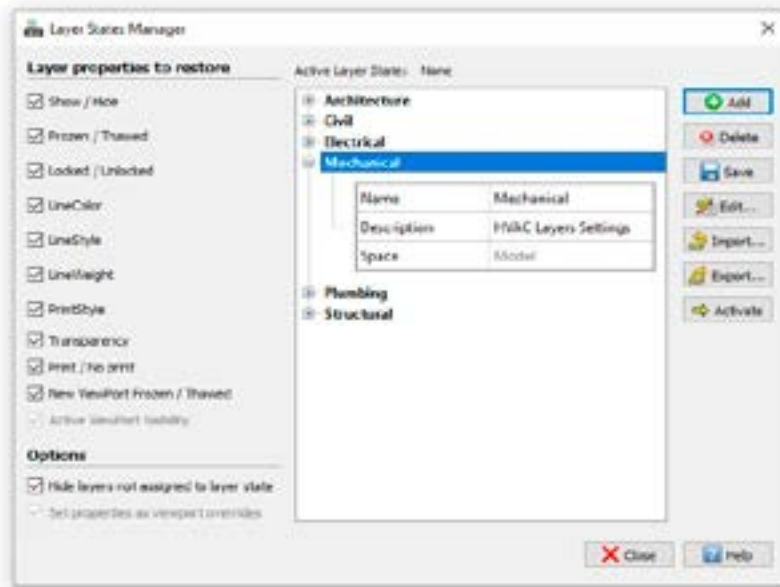 Layer States Manager
Layer properties to restore
Show / Hide
Frozen / Thawed
Locked / Unlocked
LineColor
LineStyle
LineWeight
PrintStyle
Transparency
Print / No print
New ViewPort Frozen / Thawed
Active ViewPort Visibility
Options
Hide layers not assigned to layer state
Set properties as viewport overrides
Active Layer States: None
Architecture
Civil
Electrical
Mechanical
Name Mechanical
Description HVAC Layers Settings
Space Model
Plumbing
Structural
Add
Delete
Save
Edit...
Import...
Export...
Activate
Close
Help